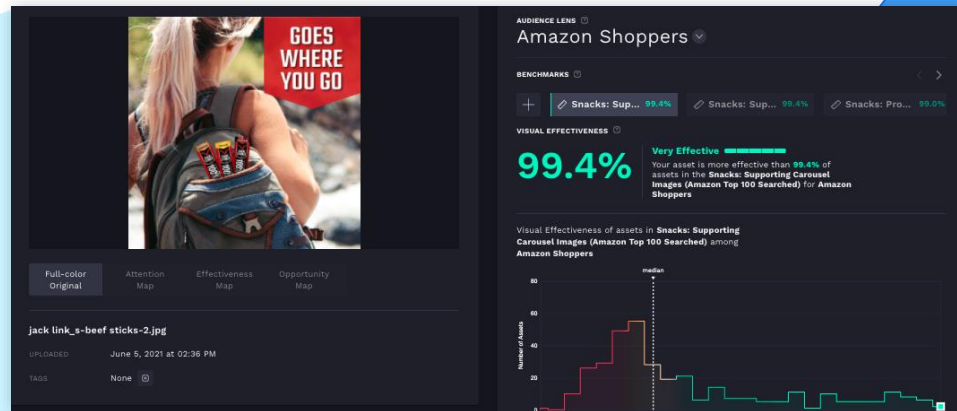 GOES
WHERE
YOU GO
Full-color
Original
Attention
Map
Effectiveness
Map
Opportunity
Map
jack link_s-beef sticks-2.jpg
UPLOADED
June 5, 2021 at 02:36 PM
TAGS
None
AUDIENCE LENS
Amazon Shoppers
BENCHMARKS
Snacks: Sup... 99.4%
Snacks: Sup... 99.4%
Snacks: Pro... 99.0%
VISUAL EFFECTIVENESS
99.4%
Very Effective
Your asset is more effective than 99.4% of
assets in the Snacks: Supporting Carousel
Images (Amazon Top 100 Searched) for Amazon
Shoppers
Visual Effectiveness of assets in Snacks: Supporting
Carousel Images (Amazon Top 100 Searched) among
Amazon Shoppers
median
Number of Assets
80
60
40
20
0